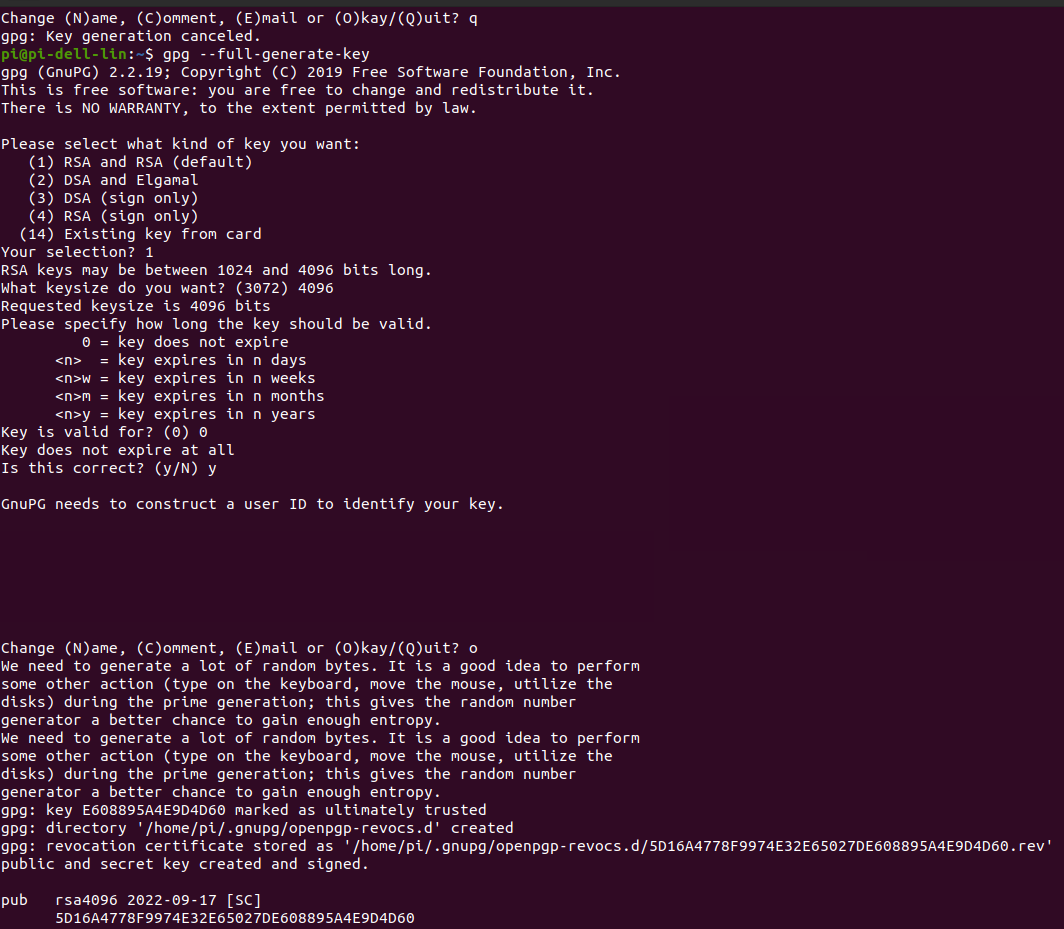 Change (N)ame, (C)omment, (E)mail or (O)kay/(Q)uit? q
gpg: Key generation canceled.
pi@pi-dell-lin:~$ gpg --full-generate-key
gpg (GnuPG) 2.2.19; Copyright (C) 2019 Free Software Foundation, Inc.
This is free software: you are free to change and redistribute it.
There is NO WARRANTY, to the extent permitted by law.

Please select what kind of key you want:
   (1) RSA and RSA (default)
   (2) DSA and Elgamal
   (3) DSA (sign only)
   (4) RSA (sign only)
  (14) Existing key from card
Your selection? 1
RSA keys may be between 1024 and 4096 bits long.
What keysize do you want? (3072) 4096
Requested keysize is 4096 bits
Please specify how long the key should be valid.
         0 = key does not expire
      <n>  = key expires in n days
      <n>w = key expires in n weeks
      <n>m = key expires in n months
      <n>y = key expires in n years
Key is valid for? (0) 0
Key does not expire at all
Is this correct? (y/N) y

GnuPG needs to construct a user ID to identify your key.

Change (N)ame, (C)omment, (E)mail or (O)kay/(Q)uit? o
We need to generate a lot of random bytes. It is a good idea to perform
some other action (type on the keyboard, move the mouse, utilize the
disks) during the prime generation; this gives the random number
generator a better chance to gain enough entropy.
We need to generate a lot of random bytes. It is a good idea to perform
some other action (type on the keyboard, move the mouse, utilize the
disks) during the prime generation; this gives the random number
generator a better chance to gain enough entropy.
gpg: key E608895A4E9D4D60 marked as ultimately trusted
gpg: directory '/home/pi/.gnupg/openpgp-revocs.d' created
gpg: revocation certificate stored as '/home/pi/.gnupg/openpgp-revocs.d/5D16A4778F9974E32E65027DE608895A4E9D4D60.rev'
public and secret key created and signed.

pub   rsa4096 2022-09-17 [SC]
      5D16A4778F9974E32E65027DE608895A4E9D4D60